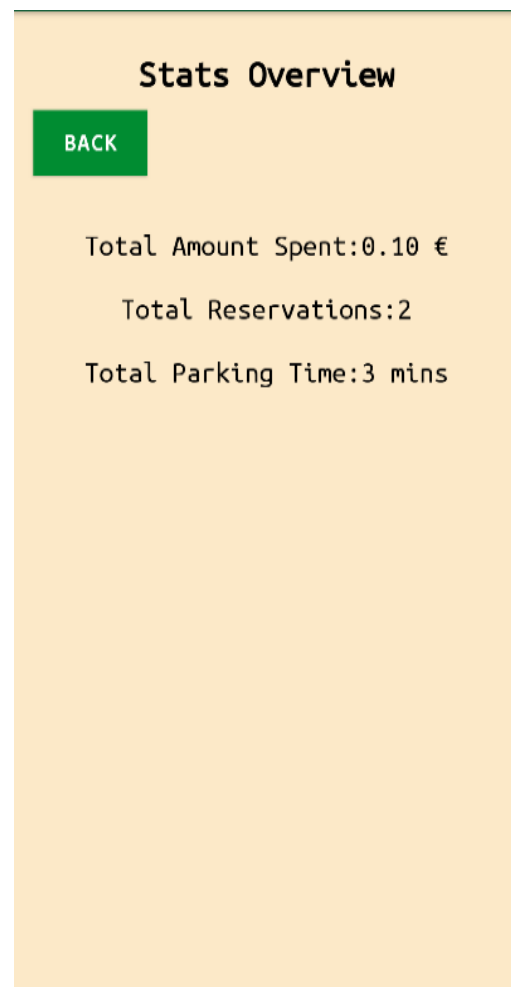 Stats Overview
BACK
Total Amount Spent:0.10 €
Total Reservations:2
Total Parking Time:3 mins